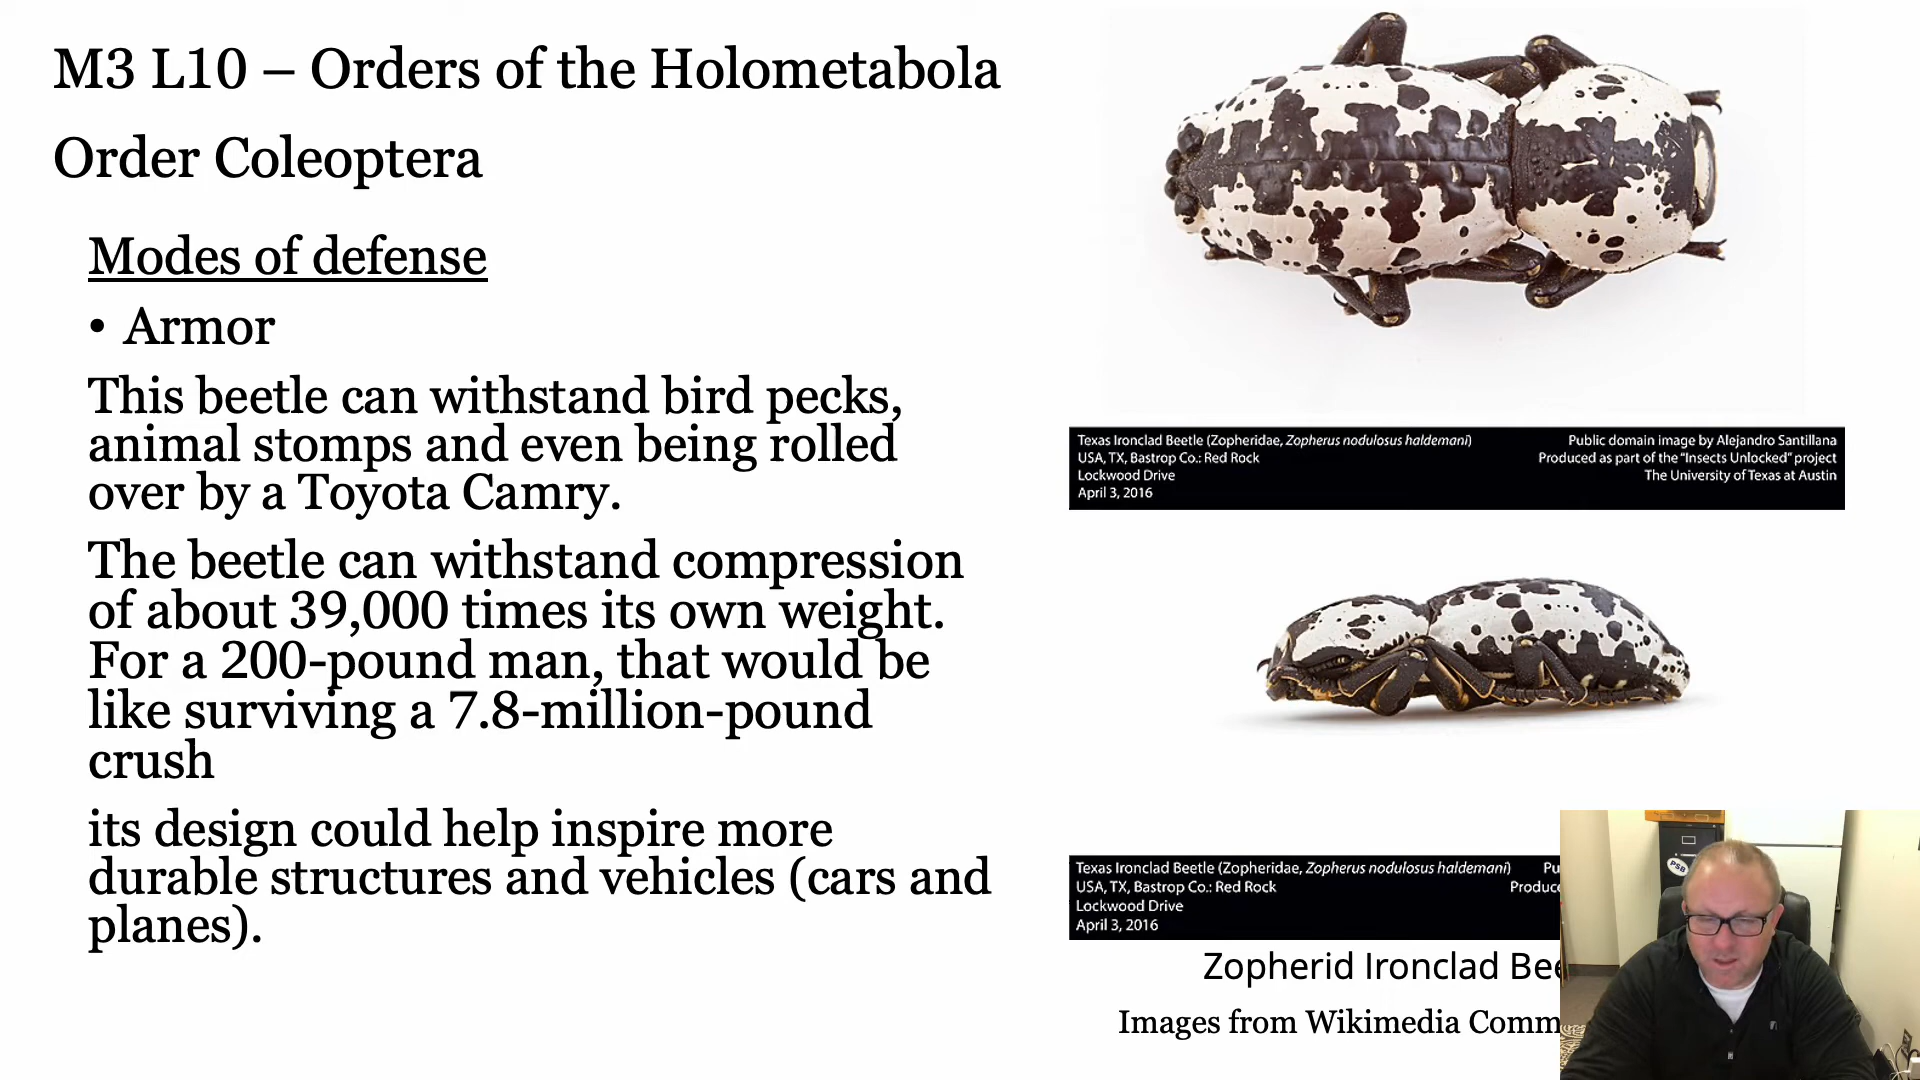 M3 L10 – Orders of the Holometabola
Order Coleoptera
Modes of defense
• Armor
This beetle can withstand bird pecks,
animal stomps and even being rolled
over by a Toyota Camry.
The beetle can withstand compression
of about 39,000 times its own weight.
For a 200-pound man, that would be
like surviving a 7.8-million-pound
crush
its design could help inspire more
durable structures and vehicles (cars and
planes).
Texas Ironclad Beetle (Zopheridae, Zopherus nodulosus haldemani)
USA, TX, Bastrop Co.: Red Rock
Lockwood Drive
April 3, 2016
Public domain image by Alejandro Santillana
Produced as part of the “Insects Unlocked” project
The University of Texas at Austin
Texas Ironclad Beetle (Zopheridae, Zopherus nodulosus haldemani)
USA, TX, Bastrop Co.: Red Rock
Lockwood Drive
April 3, 2016
Zopherid Ironclad
Images from Wikimedia
PSB